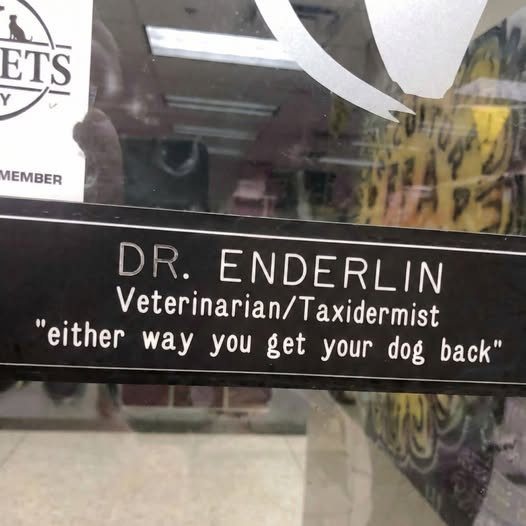 ETS
Y
MEMBER
DR. ENDERLIN
Veterinarian/Taxidermist
"either way you get your dog back"